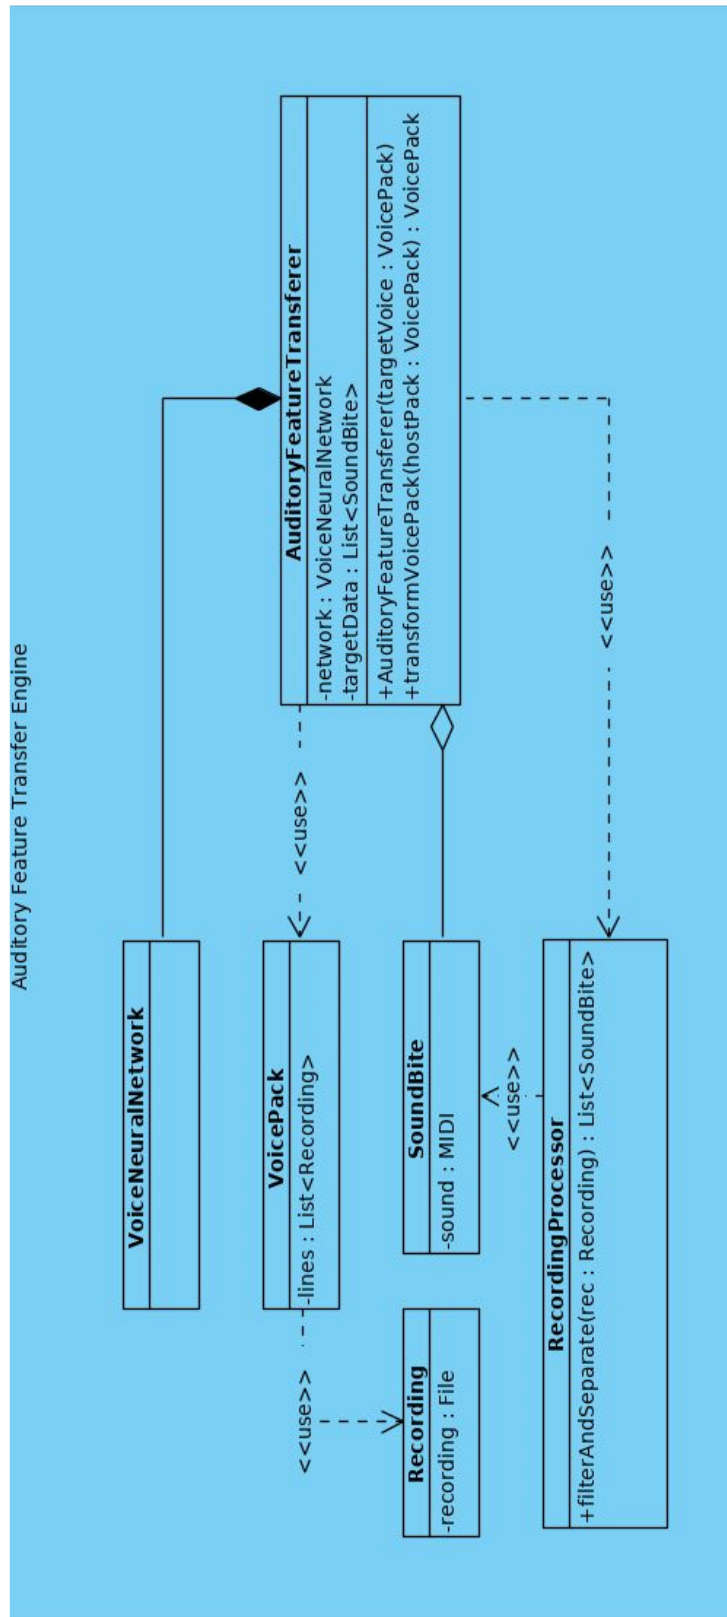 Auditory Feature Transfer Engine
AuditoryFeatureTransferer
-network : VoiceNeuralNetwork
-targetData : List<SoundBite>
+AuditoryFeatureTransferer(targetVoice : VoicePack)
+transformVoicePack(hostPack : VoicePack) : VoicePack
<<use>>
<<use>>
VoiceNeuralNetwork
VoicePack
-lines : List<Recording>
<<use>>
SoundBite
-sound : MIDI
<<use>>
Recording
-recording : File
RecordingProcessor
+filterAndSeparate(rec : Recording) : List<SoundBite>